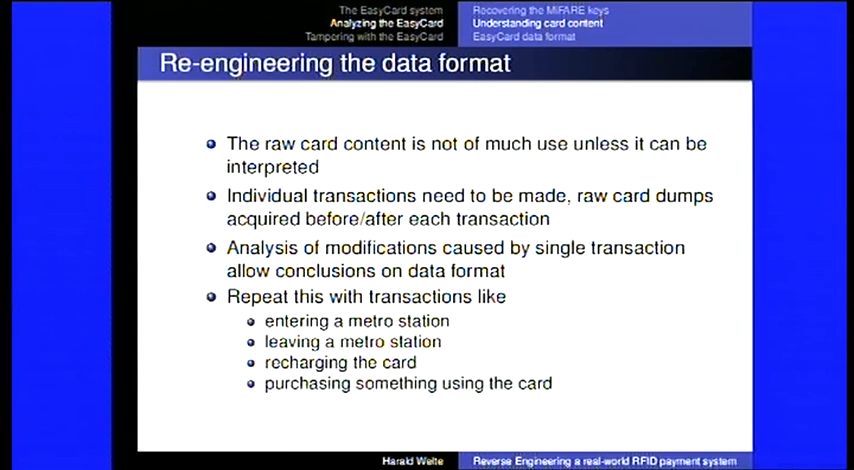 The EasyCard system
Analyzing the EasyCard
Tampering with the EasyCard
Recovering the MIFARE keys
Understanding card content
EasyCard data format
Re-engineering the data format
The raw card content is not of much use unless it can be
interpreted
Individual transactions need to be made, raw card dumps
acquired before/after each transaction
Analysis of modifications caused by single transaction
allow conclusions on data format
Repeat this with transactions like
entering a metro station
leaving a metro station
recharging the card
purchasing something using the card
Harald Welte
Reverse Engineering a real-world RFID payment system